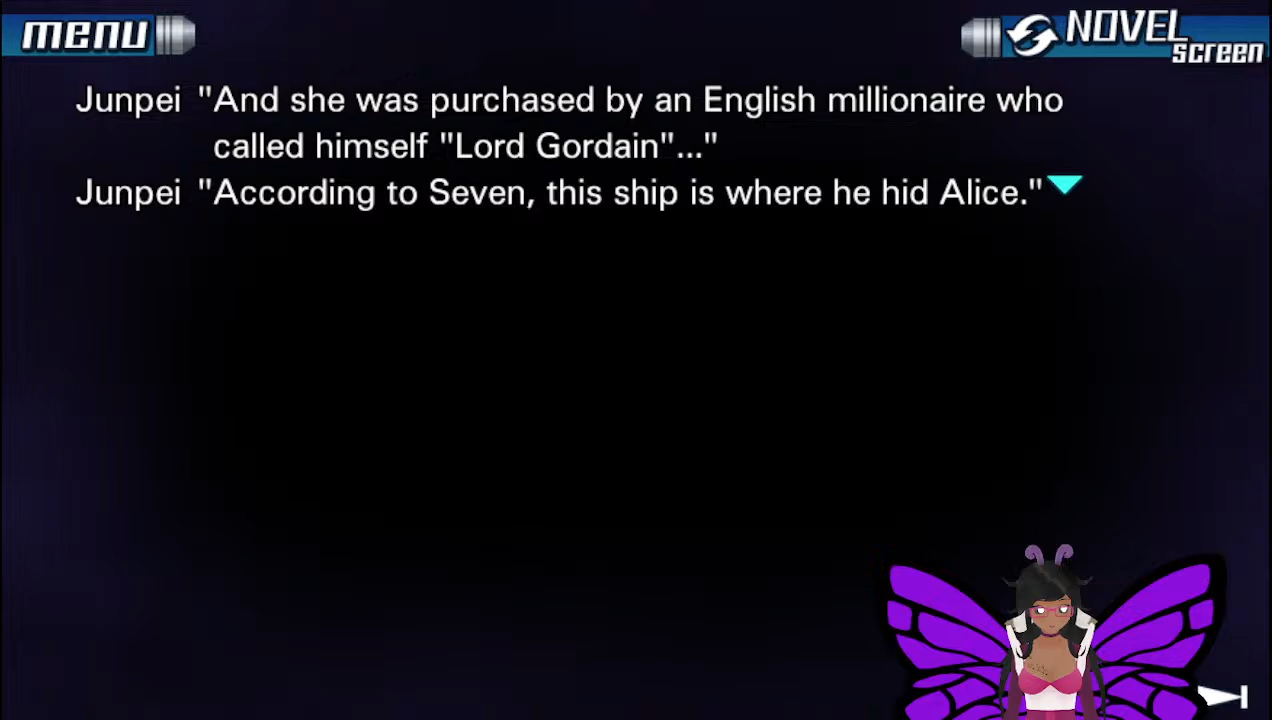 menu
NOVEL
screen
Junpei "And she was purchased by an English millionaire who
called himself "Lord Gordain"..."
Junpei "According to Seven, this ship is where he hid Alice."